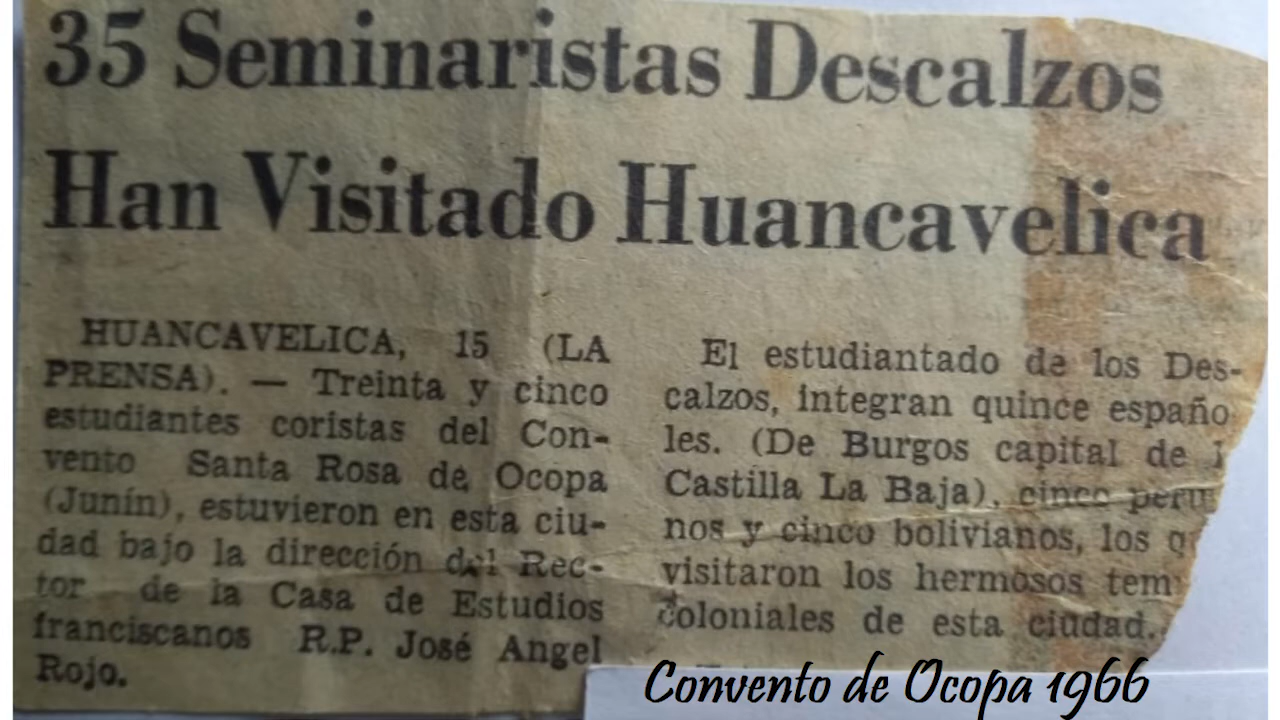 35 Seminaristas Descalzos
Han Visitado Huancavelica
HUANCAVELICA, 15 (LA
PRENSA). — Treinta y cinco
estudiantes coristas del Con-
vento Santa Rosa de Ocopa
(Junín), estuvieron en esta ciu-
dad bajo la dirección del Rec-
tor de la Casa de Estudios
franciscanos R.P. José Angel
Rojo.
El estudiantado de los Des-
calzos, integran quince españo
les. (De Burgos capital de
Castilla La Baja), cinco
nos y cinco bolivianos, los
visitaron los hermosos
coloniales de esta ciudad.
Convento de Ocopa 1966